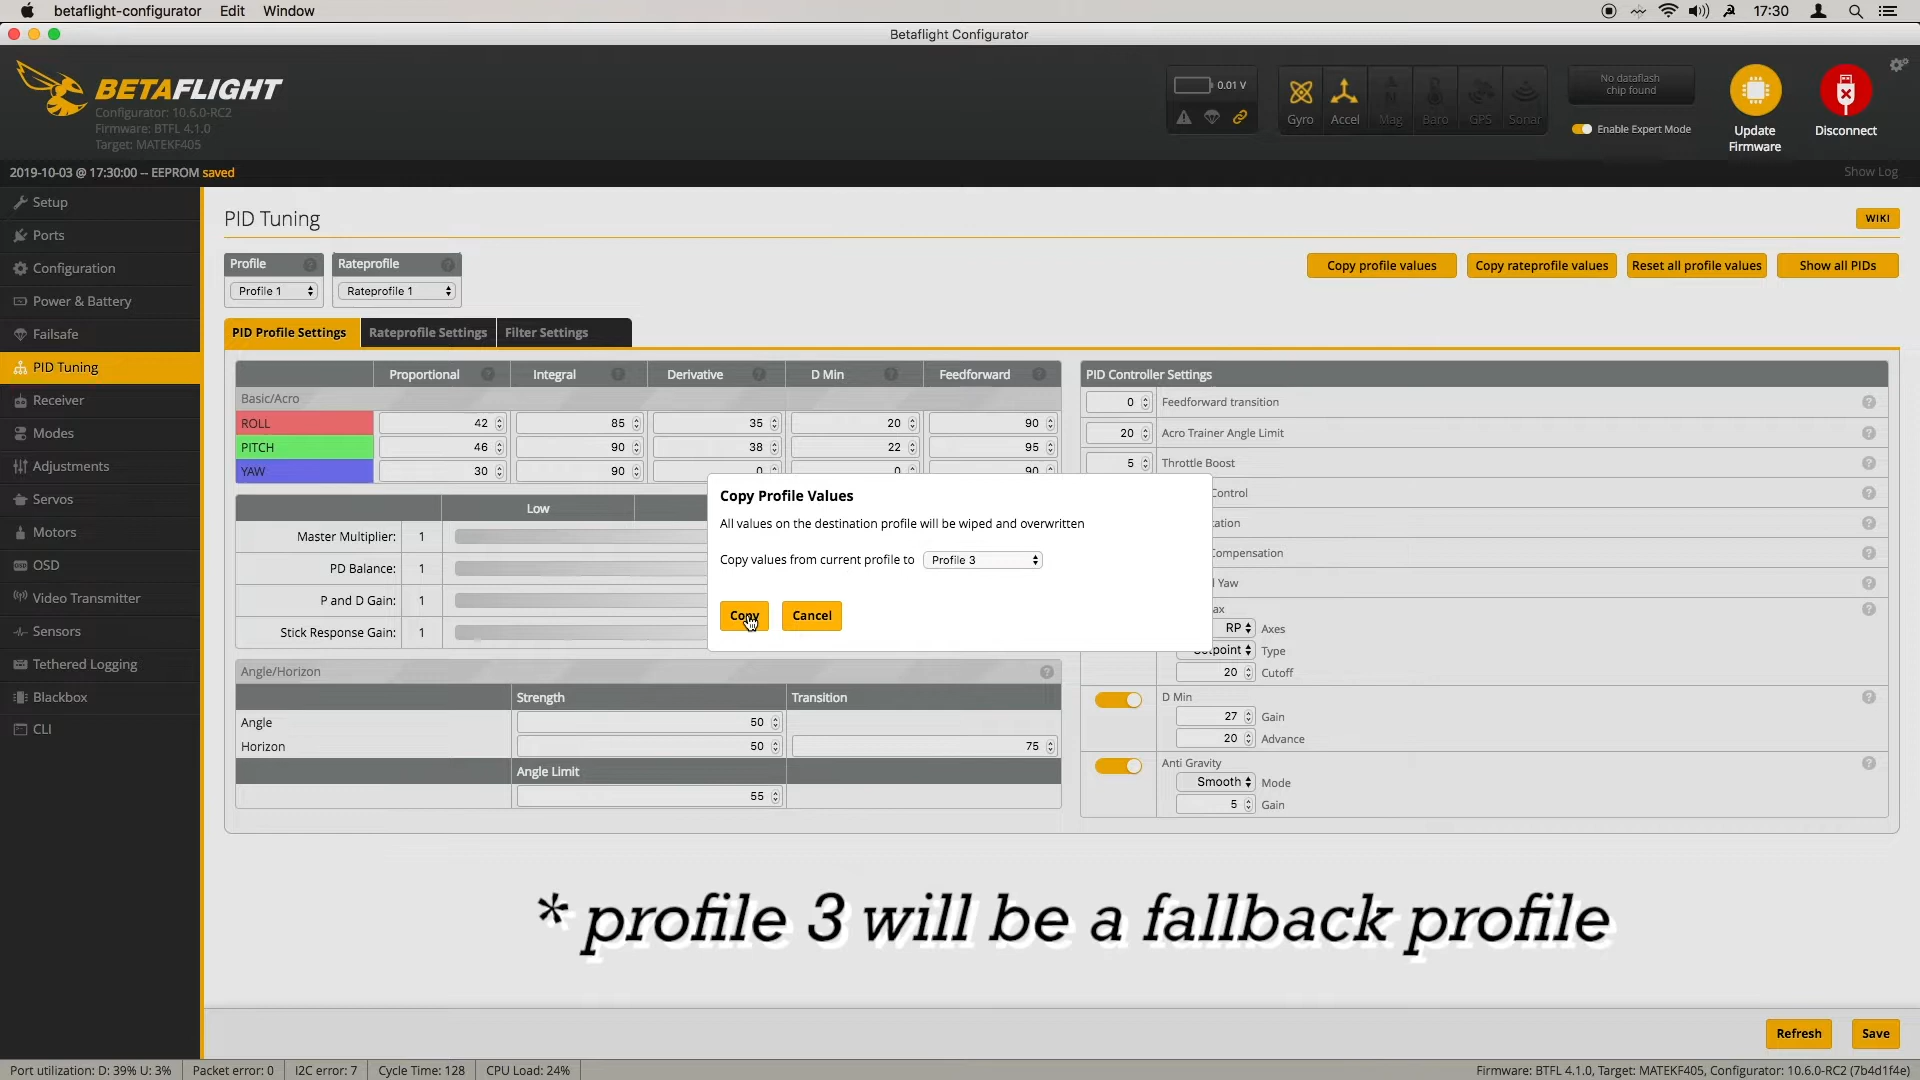 betaflight-configurator Edit Window 17:30
Betaflight Configurator
BETAFLIGHT
Configurator: 10.6.0-RC2
Firmware: BTFL 4.1.0
Target: MATEKF405
0.01 V
Gyro Accel Mag Baro GPS Sonar
No dataflash
chip found
Enable Expert Mode
Update
Firmware
Disconnect
2019-10-03 @ 17:30:00 -- EEPROM saved
Show Log
Setup
Ports
Configuration
Power & Battery
Failsafe
PID Tuning
Receiver
Modes
Adjustments
Servos
Motors
OSD
Video Transmitter
Sensors
Tethered Logging
Blackbox
CLI
PID Tuning
WIKI
Profile
Profile 1
Rateprofile
Rateprofile 1
Copy profile values
Copy rateprofile values
Reset all profile values
Show all PIDs
PID Profile Settings Rateprofile Settings Filter Settings
Proportional Integral Derivative D Min Feedforward
Basic/Acro
ROLL 42 85 35 20 90
PITCH 46 90 38 22 95
YAW 30 90 0 0 90
Low
Master Multiplier: 1
PD Balance: 1
P and D Gain: 1
Stick Response Gain: 1
Angle/Horizon
Strength Transition
Angle 50
Horizon 50 75
Angle Limit
55
Copy Profile Values
All values on the destination profile will be wiped and overwritten
Copy values from current profile to Profile 3
Copy Cancel
PID Controller Settings
0 Feedforward transition
20 Acro Trainer Angle Limit
5 Throttle Boost
Control
ation
Compensation
Yaw
ax
RP Axes
Setpoint Type
20 Cutoff
D Min
27 Gain
20 Advance
Anti Gravity
Smooth Mode
5 Gain
* profile 3 will be a fallback profile
Refresh Save
Port utilization: D: 39% U: 3% Packet error: 0 I2C error: 7 Cycle Time: 128 CPU Load: 24%
Firmware: BTFL 4.1.0, Target: MATEKF405, Configurator: 10.6.0-RC2 (7b4d1f4e)